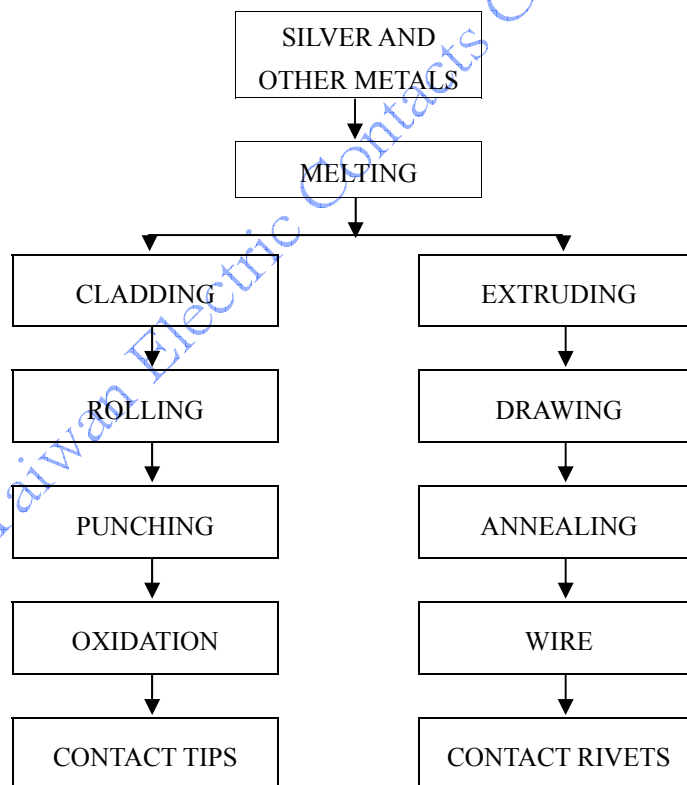 SILVER AND
OTHER METALS
MELTING
CLADDING
EXTRUDING
ROLLING
DRAWING
PUNCHING
ANNEALING
OXIDATION
WIRE
CONTACT TIPS
CONTACT RIVETS
Taiwan Electric Contacts C